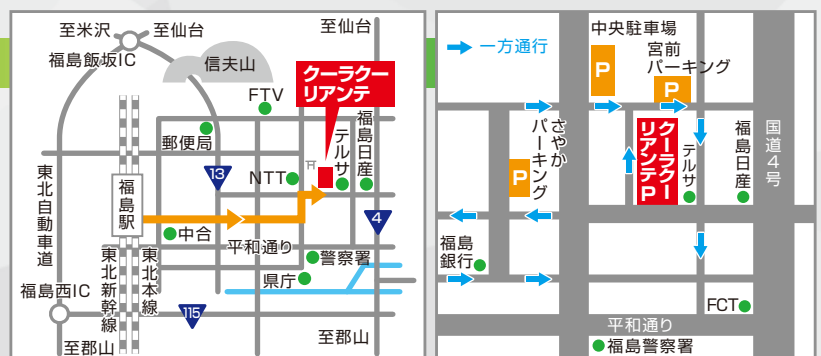 至米沢
至仙台
至仙台
福島飯坂IC
信夫山
クーラクー
リアンテ
FTV
郵便局
福島日産
テルサ
13
NTT
東北自動車道
福島駅
4
中合
平和通り
警察署
県庁
東北新幹線
東北本線
福島西IC
115
至郡山
至郡山
一方通行
中央駐車場
P
宮前
パーキング
P
さやか
パーキング
P
クーラクー
リアンテP
テルサ
福島日産
国道4号
福島
銀行
FCT
平和通り
福島警察署